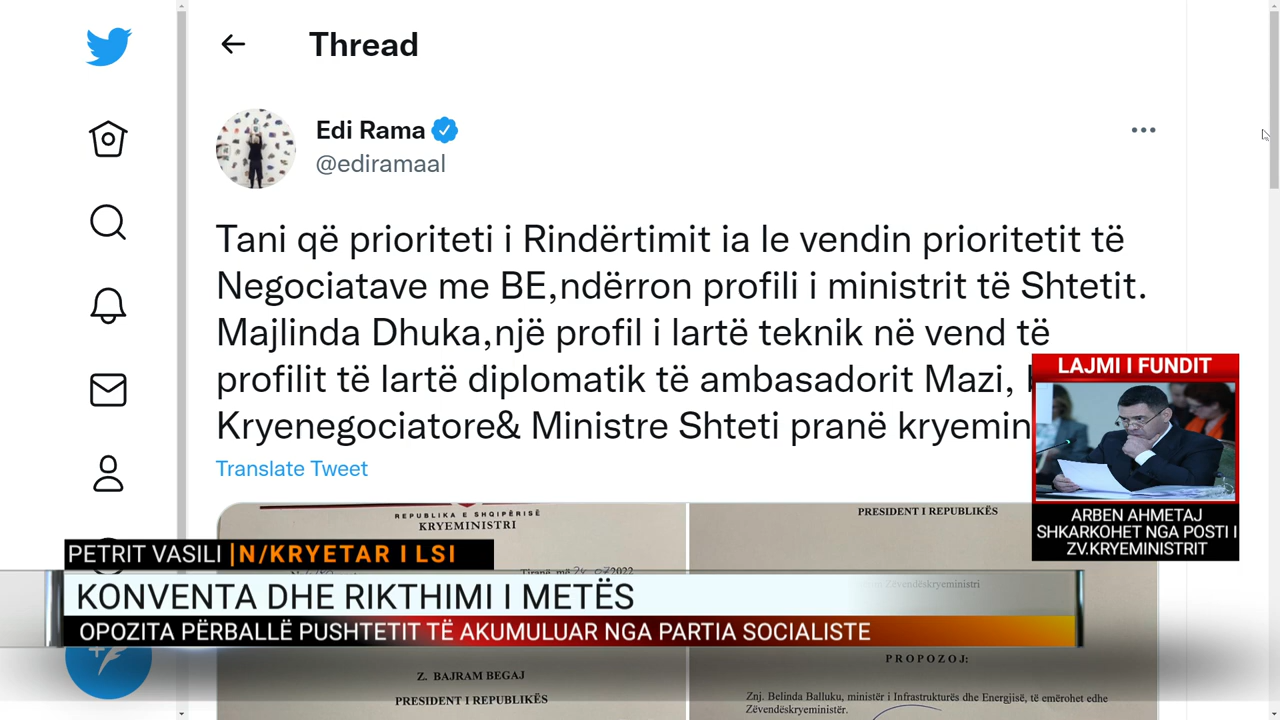 Thread
Edi Rama
@ediramaal
Tani që prioriteti i Rindërtimit ia le vendin prioritetit të
Negociatave me BE,ndërron profili i ministrit të Shtetit.
Majlinda Dhuka,një profil i lartë teknik në vend të
profilit të lartë diplomatik të ambasadorit Mazi,
Kryenegociatore& Ministre Shteti pranë kryemin
Translate Tweet
LAJMI I FUNDIT
ARBEN AHMETAJ
SHKARKOHET NGA POSTI I
ZV.KRYEMINISTRIT
REPUBLIKA E SHQIPËRISË
KRYEMINISTRI
PRESIDENT I REPUBLIKËS
PETRIT VASILI | N/KRYETAR I LSI
KONVENTA DHE RIKTHIMI I METËS
OPOZITA PËRBALLË PUSHTETIT TË AKUMULUAR NGA PARTIA SOCIALISTE
Zëvendëskryeministri
Z. BAJRAM BEGAJ
PRESIDENT I REPUBLIKËS
PROPOZOJ:
Znj. Belinda Balluku, ministër i Infrastrukturës dhe Energjisë, të emërohet edhe
Zëvendëskryeministër.